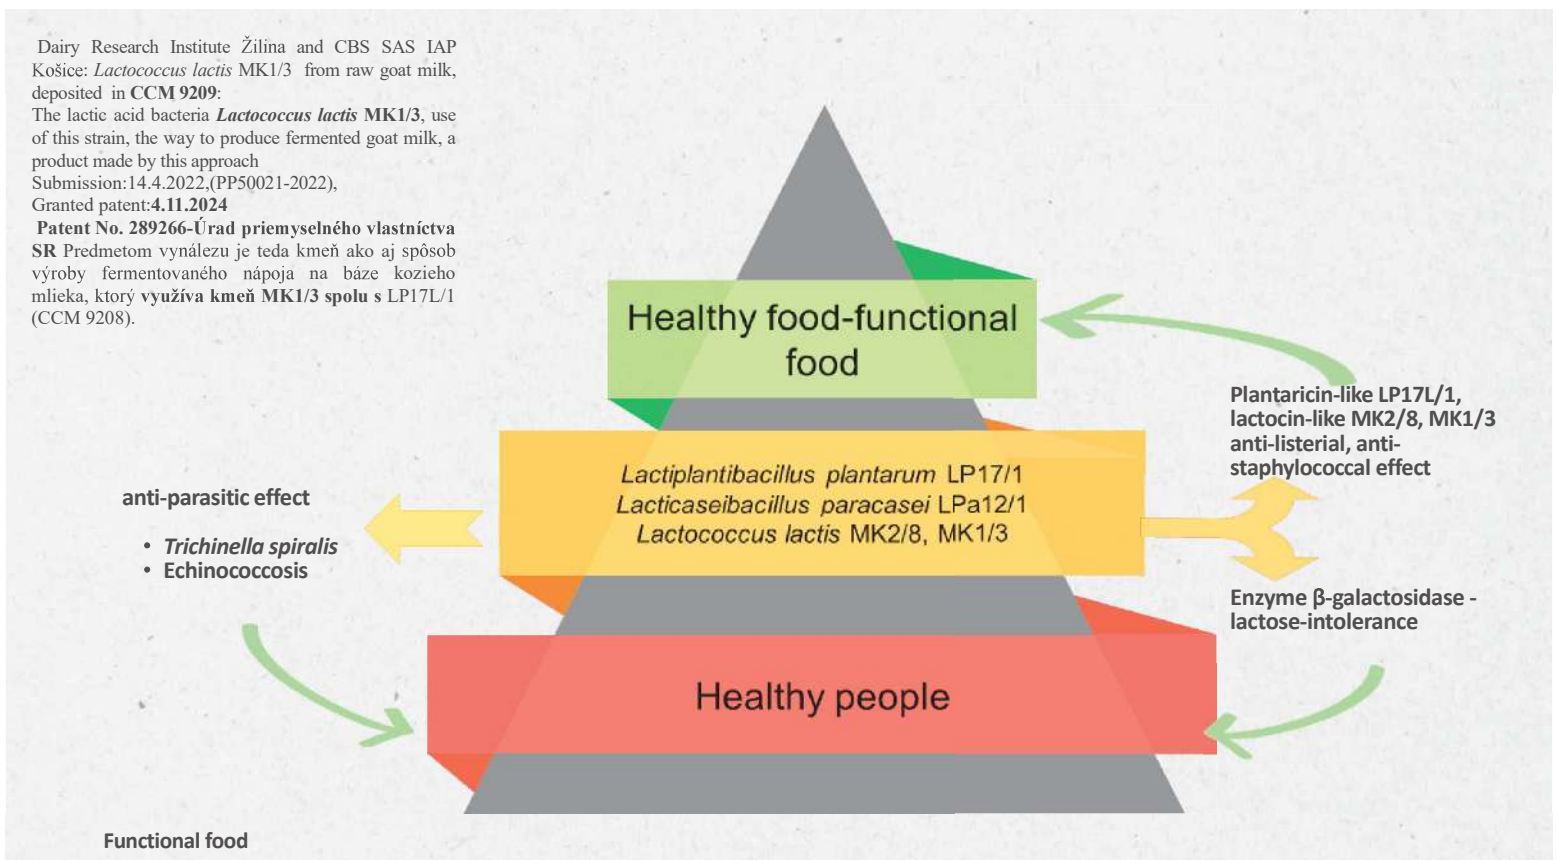 Dairy Research Institute Žilina and CBS SAS IAP
Košice: Lactococcus lactis MK1/3 from raw goat milk,
deposited in CCM 9209:
The lactic acid bacteria Lactococcus lactis MK1/3, use
of this strain, the way to produce fermented goat milk, a
product made by this approach
Submission:14.4.2022,(PP50021-2022),
Granted patent:4.11.2024
Patent No. 289266-Úrad priemyselného vlastníctva
SR Predmetom vynálezu je teda kmeň ako aj spôsob
výroby fermentovaného nápoja na báze kozieho
mlieka, ktorý využíva kmeň MK1/3 spolu s LP17L/1
(CCM 9208).
Healthy food-functional
food
Plantaricin-like LP17L/1,
lactocin-like MK2/8, MK1/3
anti-listerial, anti-
staphylococcal effect
Lactiplantibacillus plantarum LP17/1
Lacticaseibacillus paracasei LPa12/1
Lactococcus lactis MK2/8, MK1/3
anti-parasitic effect
• Trichinella spiralis
• Echinococcosis
Enzyme β-galactosidase -
lactose-intolerance
Healthy people
Functional food